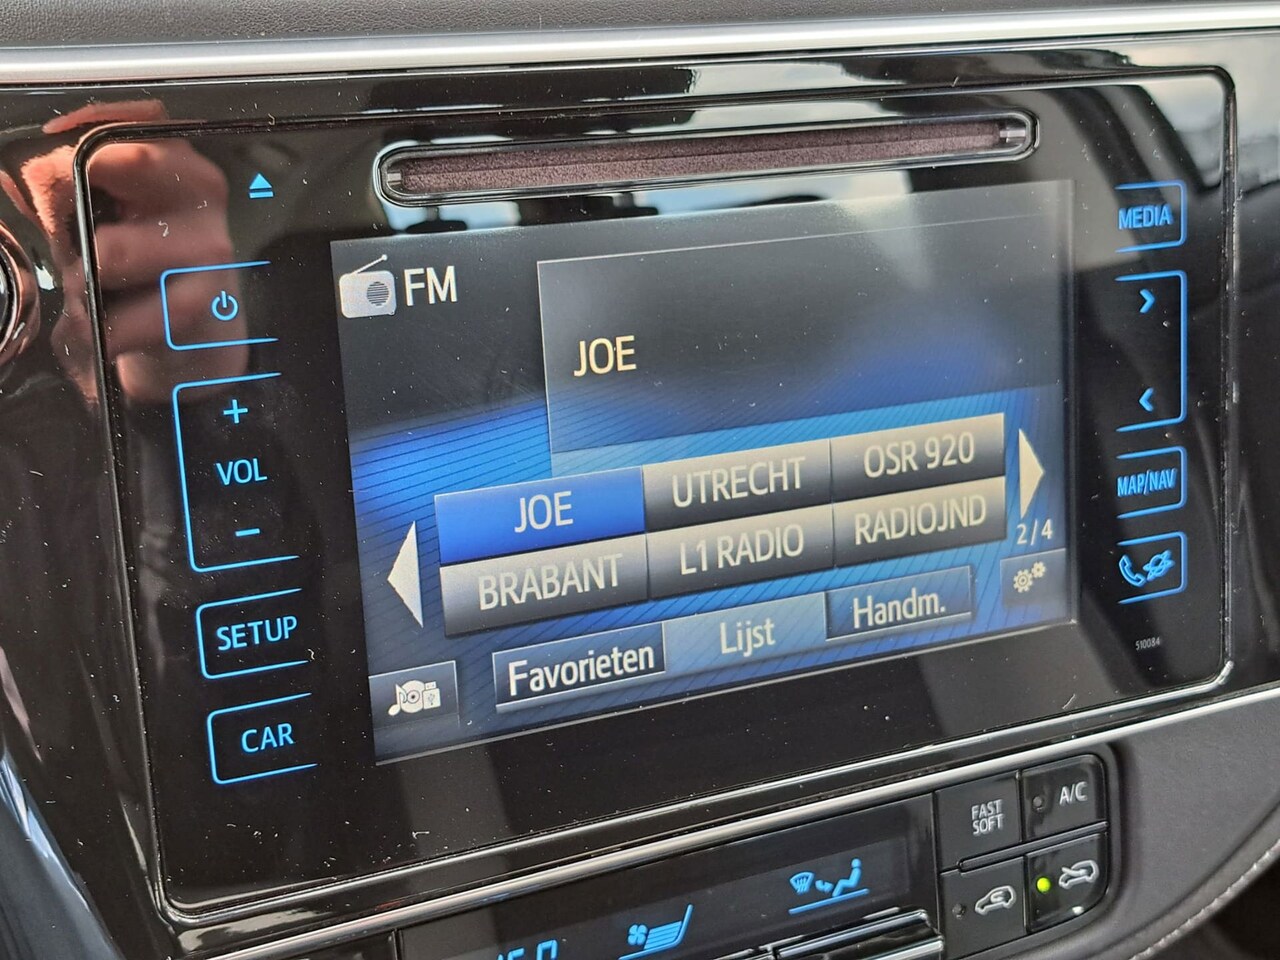 MEDIA
FM
JOE
+
VOL
-
SETUP
CAR
JOE
UTRECHT
OSR 920
BRABANT
L1 RADIO
RADIOJND
2/4
Favorieten
Lijst
Handm.
MAP/NAV
510084
FAST
SOFT
A/C